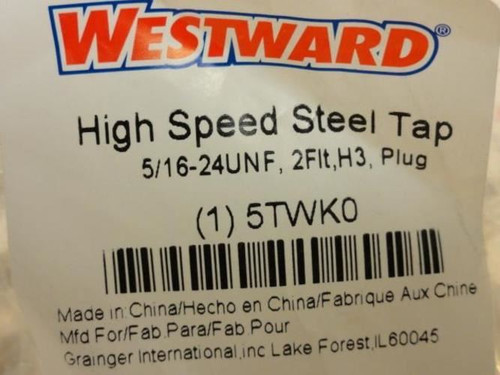 WESTWARD®
High Speed Steel Tap
5/16-24UNF, 2Flt,H3, Plug
(1) 5TWK0
Made in China/Hecho en China/Fabrique Aux Chine
Mfd For/Fab.Para/Fab Pour
Grainger International,inc Lake Forest,IL60045